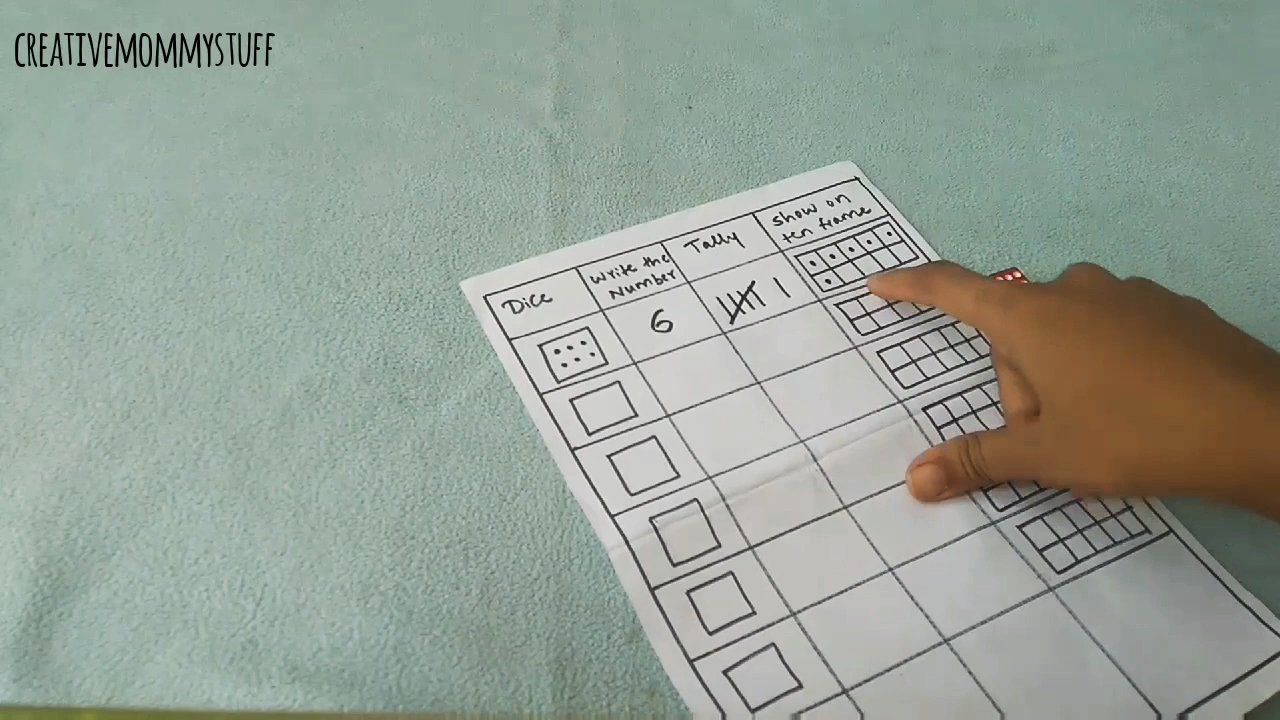 CREATIVEMOMMYSTUFF
Dice
Write the
Number
Tally
Show on
ten frame
6